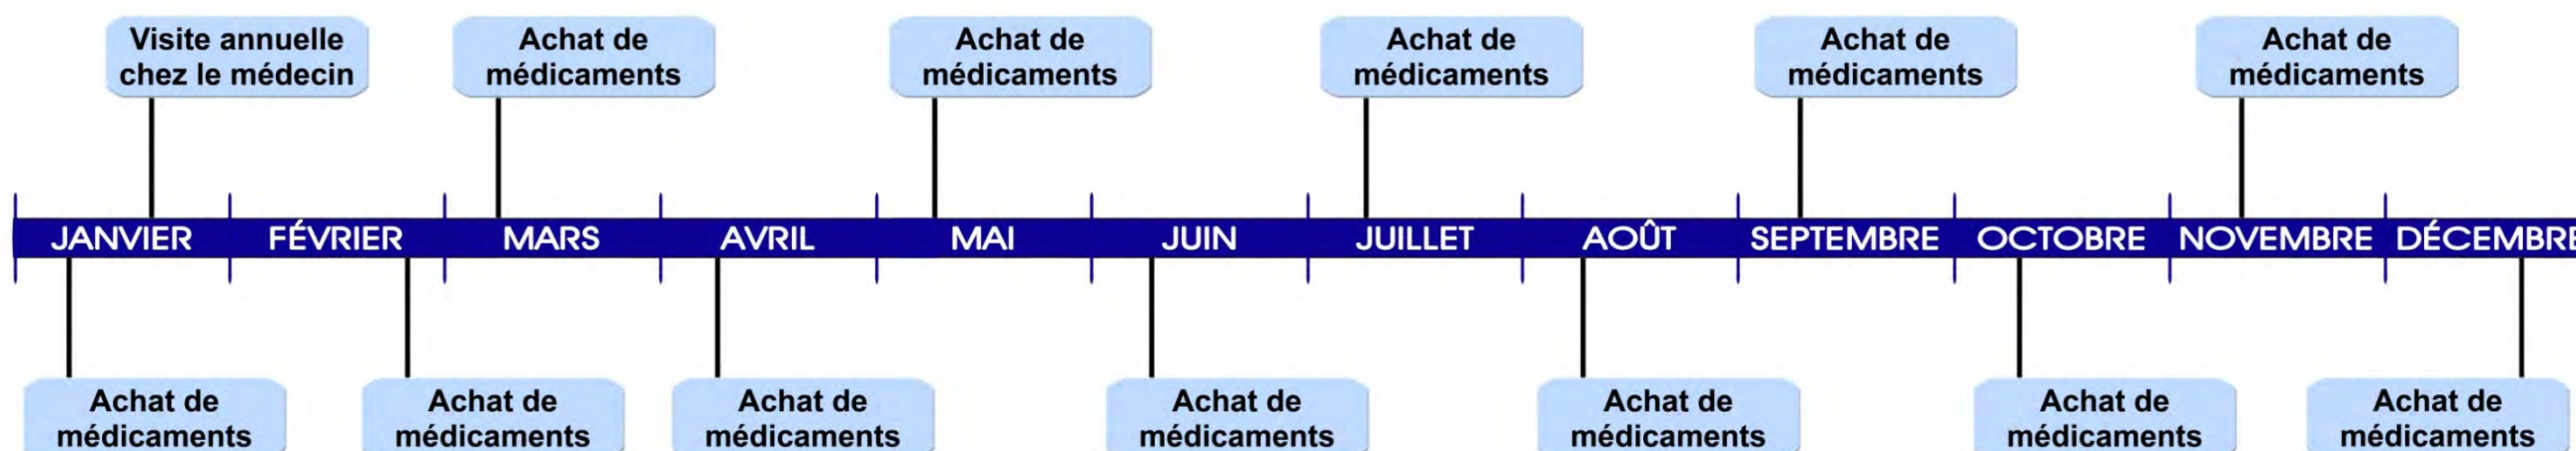 Visite annuelle
chez le médecin
Achat de
médicaments
Achat de
médicaments
Achat de
médicaments
Achat de
médicaments
Achat de
médicaments
JANVIER FÉVRIER MARS AVRIL MAI JUIN JUILLET AOÛT SEPTEMBRE OCTOBRE NOVEMBRE DÉCEMBRE
Achat de
médicaments
Achat de
médicaments
Achat de
médicaments
Achat de
médicaments
Achat de
médicaments
Achat de
médicaments
Achat de
médicaments